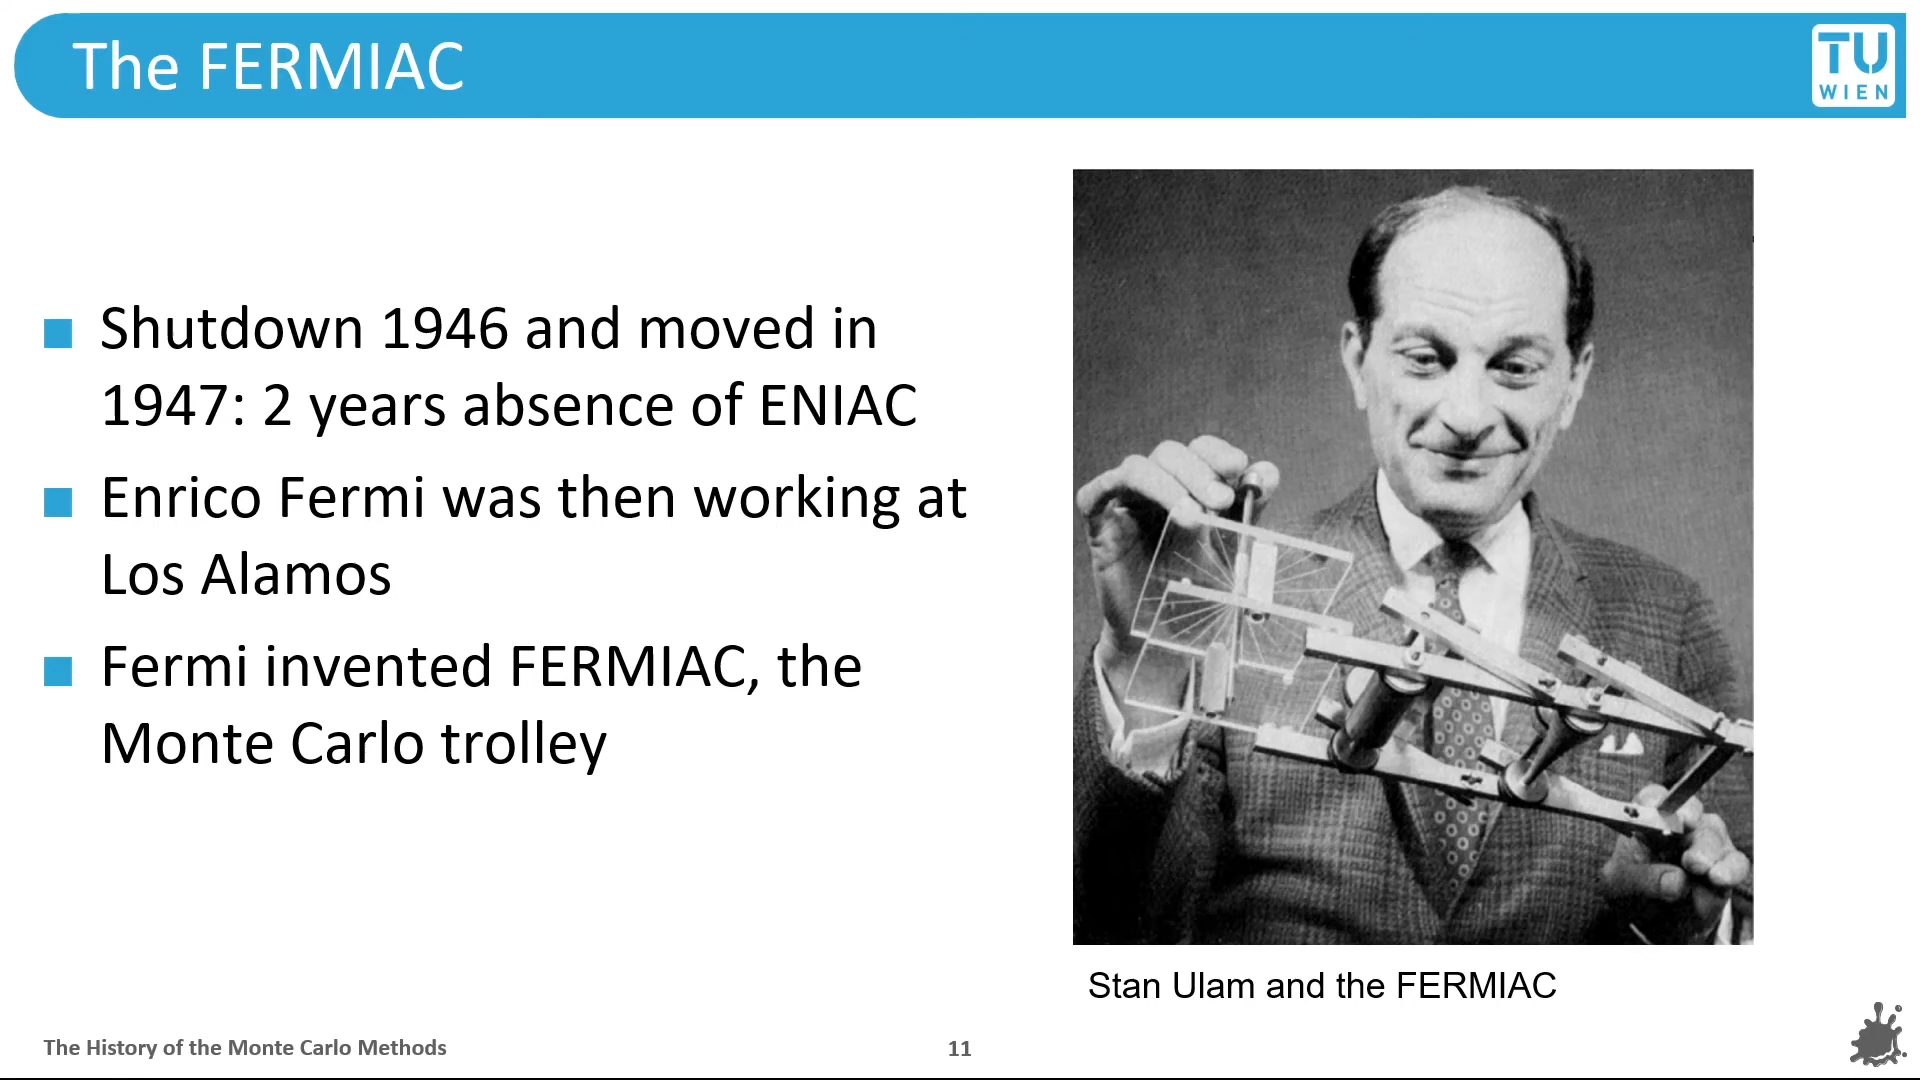 The FERMIAC
TU
WIEN
Shutdown 1946 and moved in
1947: 2 years absence of ENIAC
Enrico Fermi was then working at
Los Alamos
Fermi invented FERMIAC, the
Monte Carlo trolley
Stan Ulam and the FERMIAC
The History of the Monte Carlo Methods
11